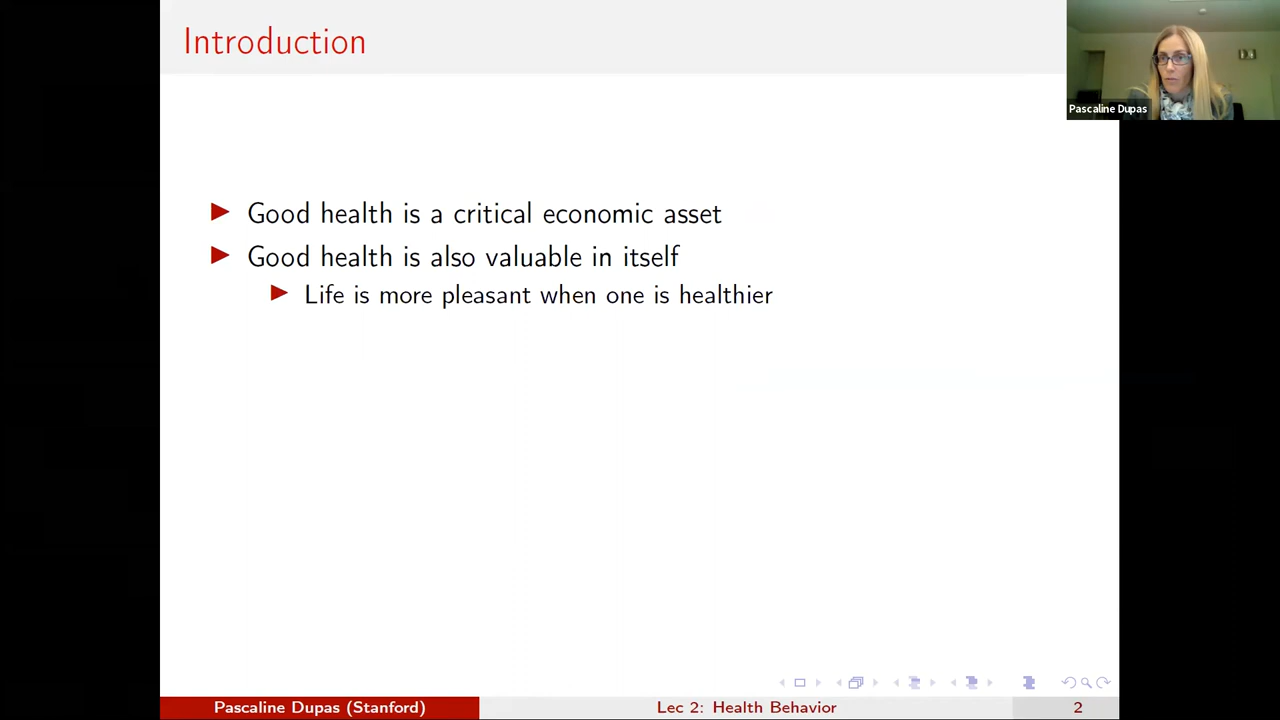 Introduction
Pascaline Dupas
Good health is a critical economic asset
Good health is also valuable in itself
Life is more pleasant when one is healthier
Pascaline Dupas (Stanford)
Lec 2: Health Behavior
2